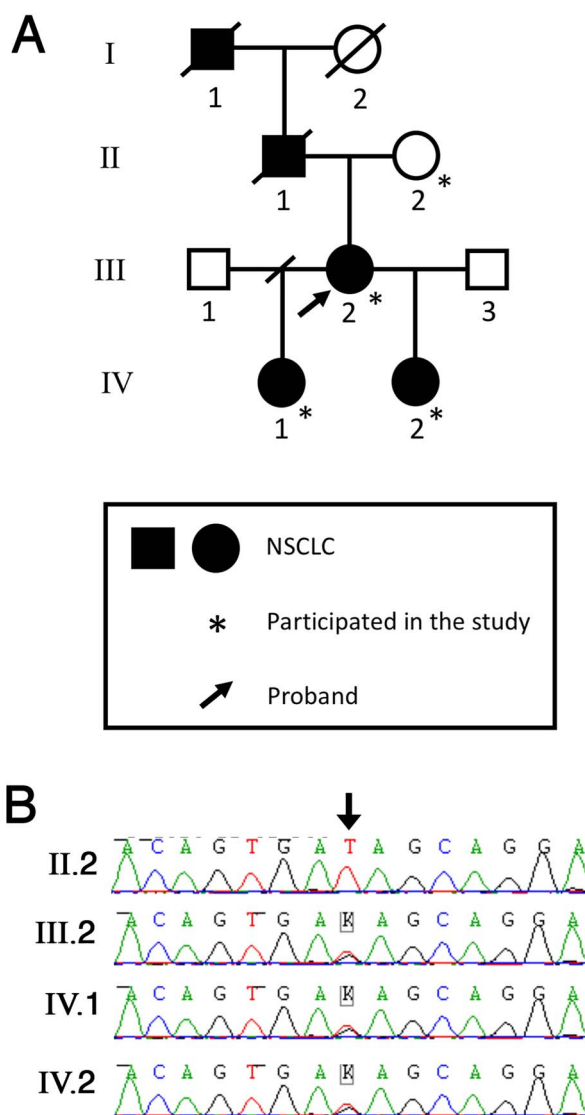 A
I
1 2
II
1 2 *
III
1 2 * 3
IV
1 * 2 *
NSCLC
* Participated in the study
Proband
B
II.2 A C A G T G A T A G C A G G A
III.2 A C A G T G A K A G C A G G A
IV.1 A C A G T G A K A G C A G G A
IV.2 A C A G T G A K A G C A G G A